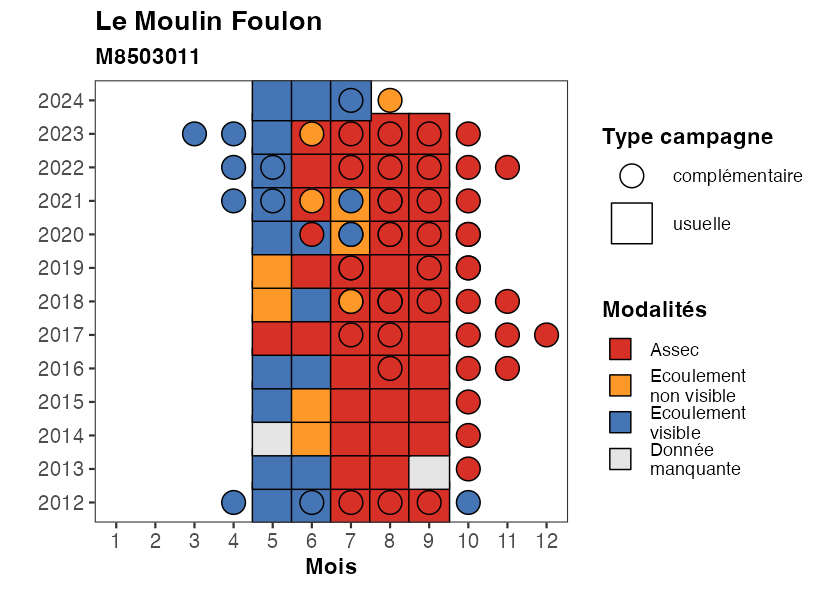 Le Moulin Foulon
M8503011
2024
2023
2022
2021
2020
2019
2018
2017
2016
2015
2014
2013
2012
1 2 3 4 5 6 7 8 9 10 11 12
Mois
Type campagne
complémentaire
usuelle
Modalités
Assec
Ecoulement
non visible
Ecoulement
visible
Donnée
manquante